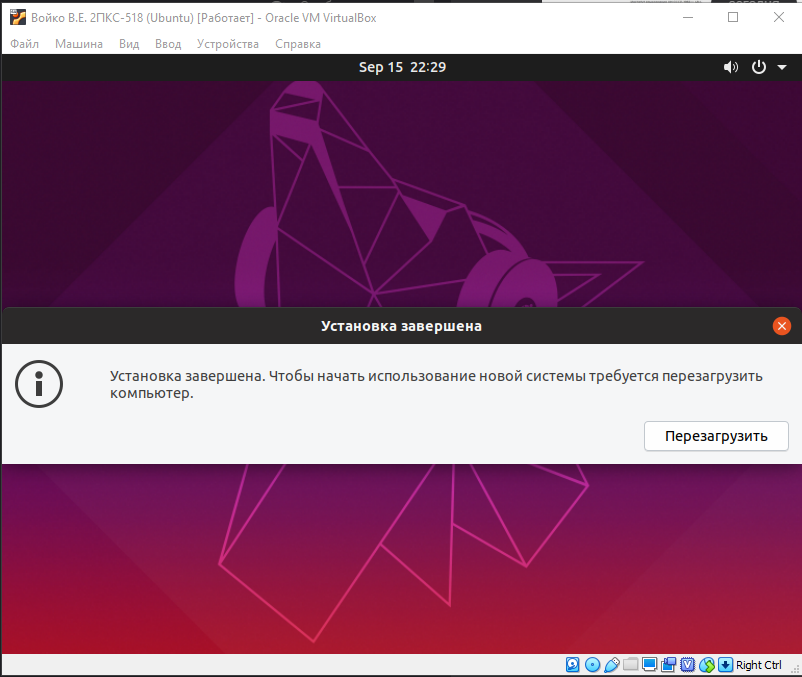 Войко В.Е. 2ПКС-518 (Ubuntu) [Работает] - Oracle VM VirtualBox
Файл Машина Вид Ввод Устройства Справка
Sep 15 22:29
Установка завершена
Установка завершена. Чтобы начать использование новой системы требуется перезагрузить
компьютер.
Перезагрузить
Right Ctrl